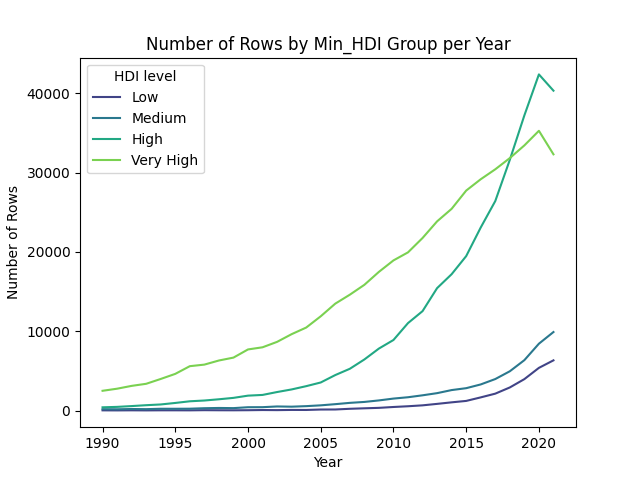 Number of Rows by Min_HDI Group per Year
HDI level
Low
Medium
High
Very High
Number of Rows
40000
30000
20000
10000
0
1990 1995 2000 2005 2010 2015 2020
Year